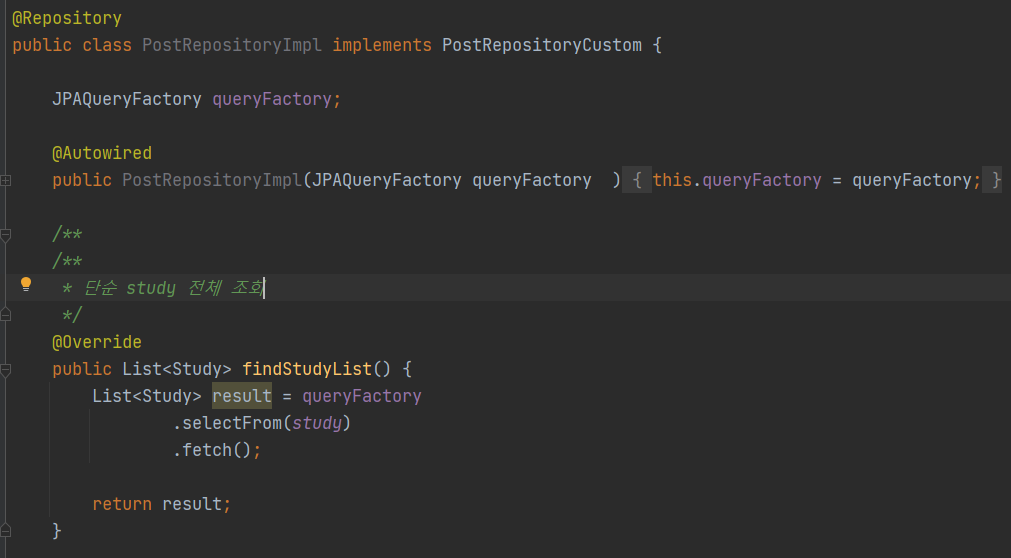 @Repository
public class PostRepositoryImpl implements PostRepositoryCustom {
JPAQueryFactory queryFactory;
@Autowired
public PostRepositoryImpl(JPAQueryFactory queryFactory  ) { this.queryFactory = queryFactory; }
/**
/**
* 단순 study 전체 조회
*/
@Override
public List<Study> findStudyList() {
List<Study> result = queryFactory
.selectFrom(study)
.fetch();
return result;
}